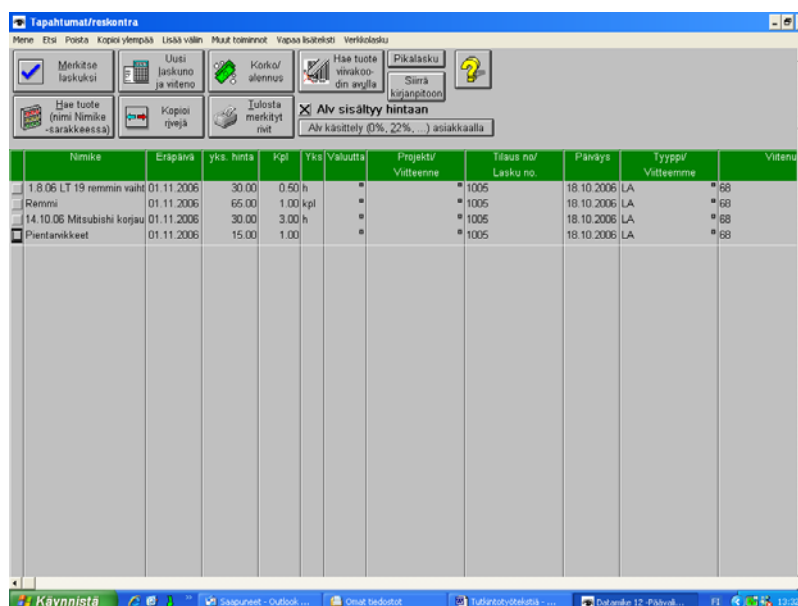 Tapahtumat/reskontra
Mene Etsi Poista Kopioi ylempää Lisää väliin Muut toiminnot Vapaa lisäteksti Verkkolasku
Merkitse laskuksi
Uusi laskuno ja viiteno
Korko/ alennus
Hae tuote viivakoo- din avulla
Pikalasku
Siirrä kirjanpitoon
Hae tuote (nimi Nimike -sarakkeessa)
Kopioi rivejä
Tulosta merkityt rivit
Alv sisältyy hintaan
Alv käsittely (0%, 22%, ...) asiakkaalla
Nimike Eräpäivä yks. hinta Kpl Yks Valuutta Projekti/ Tilaus no/ Päiväys Tyyppi/ Viitenu
Viitteenne Lasku no. Viitteemme
1.8.06 LT 19 remmin vaiht 01.11.2006 30.00 0.50 h 1005 18.10.2006 LA 68
Remmi 01.11.2006 65.00 1.00 kpl 1005 18.10.2006 LA 68
14.10.06 Mitsubishi korjau 01.11.2006 30.00 3.00 h 1005 18.10.2006 LA 68
Pientarvikkeet 01.11.2006 15.00 1.00 1005 18.10.2006 LA 68
Käynnistä Saapuneet - Outlook ... Omat tiedostot Tutkintotyötekstiä - ... Datamike 12 -Pääval... FI 13:22